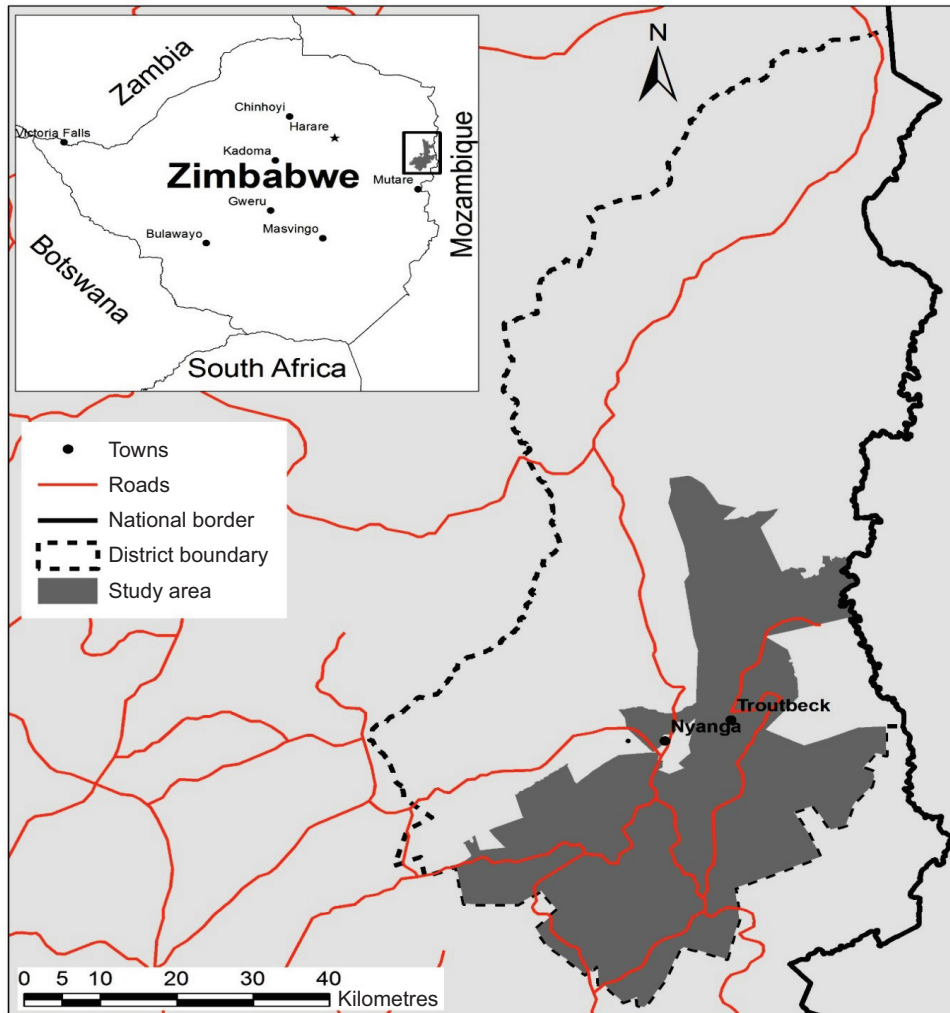 N
Zambia
Chinhoyi
Harare
Victoria Falls
Kadoma
Zimbabwe
Mutare
Gweru
Masvingo
Bulawayo
Mozambique
Botswana
South Africa
Towns
Roads
National border
District boundary
Study area
Troutbeck
Nyanga
0 5 10 20 30 40
Kilometres